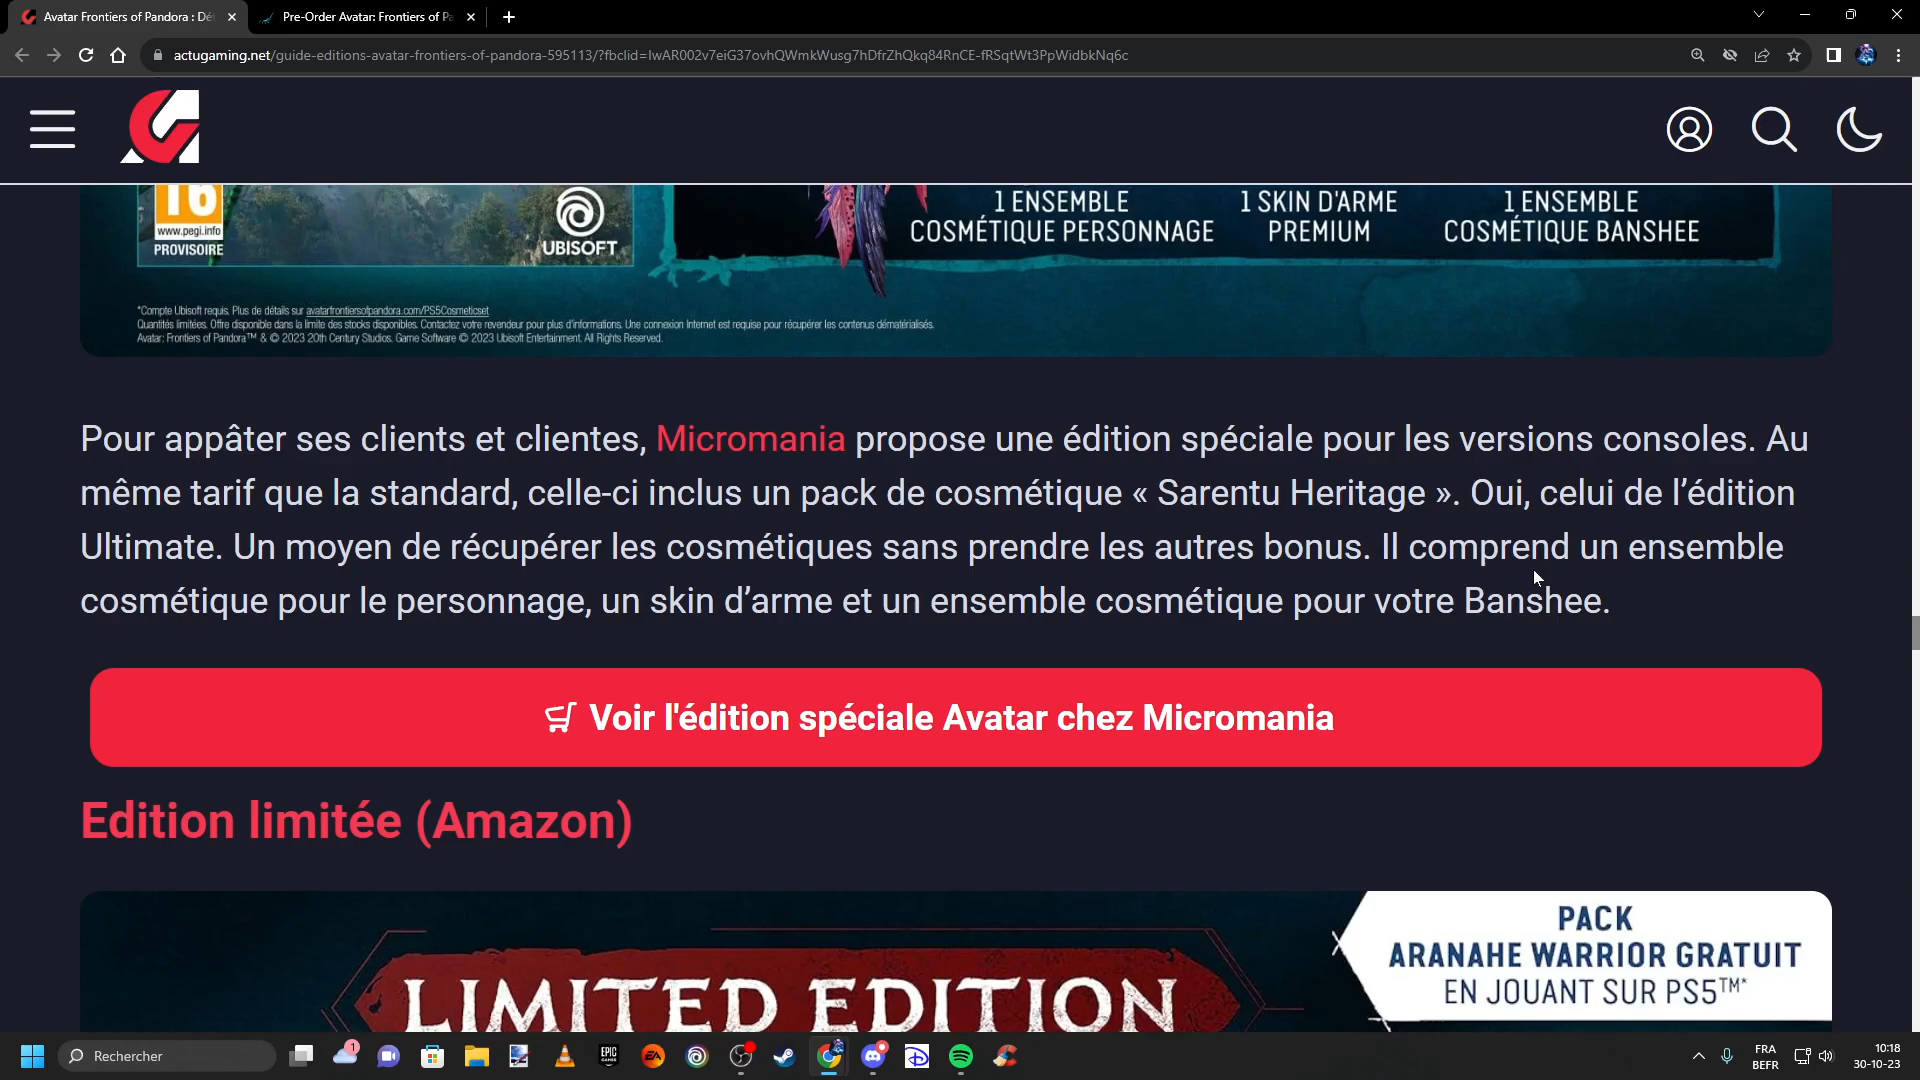 Avatar Frontiers of Pandora : Dé
Pre-Order Avatar: Frontiers of Pa
actugaming.net/guide-editions-avatar-frontiers-of-pandora-595113/?fbclid=IwAR002v7eiG37ovhQWmkWusg7hDfrZhQkq84RnCE-fRSqtWt3PpWidbkNq6c
16
www.pegi.info
PROVISOIRE
UBISOFT
1 ENSEMBLE
COSMÉTIQUE PERSONNAGE
1 SKIN D'ARME
PREMIUM
1 ENSEMBLE
COSMÉTIQUE BANSHEE
*Compte Ubisoft requis. Plus de détails sur avatarfrontiersofpandora.com/PS5Cosmeticset
Quantités limitées. Offre disponible dans la limite des stocks disponibles. Contactez votre revendeur pour plus d'informations. Une connexion Internet est requise pour récupérer les contenus dématérialisés.
Avatar: Frontiers of Pandora™ & © 2023 20th Century Studios. Game Software © 2023 Ubisoft Entertainment. All Rights Reserved.
Pour appâter ses clients et clientes, Micromania propose une édition spéciale pour les versions consoles. Au
même tarif que la standard, celle-ci inclus un pack de cosmétique « Sarentu Heritage ». Oui, celui de l’édition
Ultimate. Un moyen de récupérer les cosmétiques sans prendre les autres bonus. Il comprend un ensemble
cosmétique pour le personnage, un skin d’arme et un ensemble cosmétique pour votre Banshee.
Voir l'édition spéciale Avatar chez Micromania
Edition limitée (Amazon)
LIMITED EDITION
PACK
ARANAHE WARRIOR GRATUIT
EN JOUANT SUR PS5™*
Rechercher
1
EPIC
GAMES
EA
FRA
BEFR
10:18
30-10-23